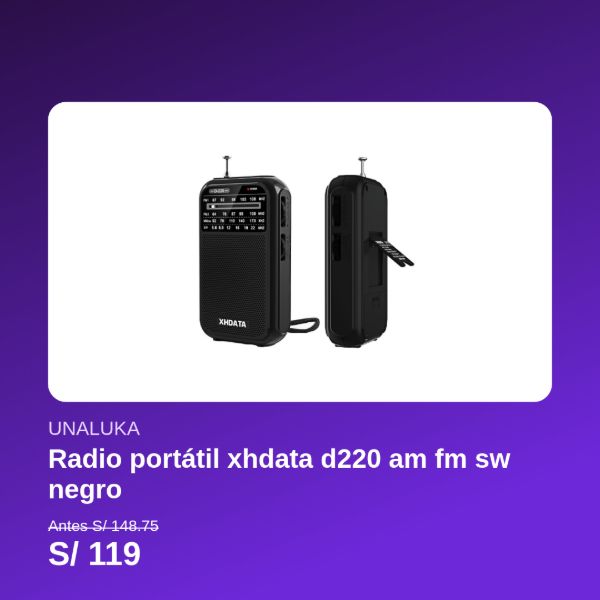 XHDATA
UNALUKA
Radio portátil xhdata d220 am fm sw
negro
Antes S/ 148.75
S/ 119